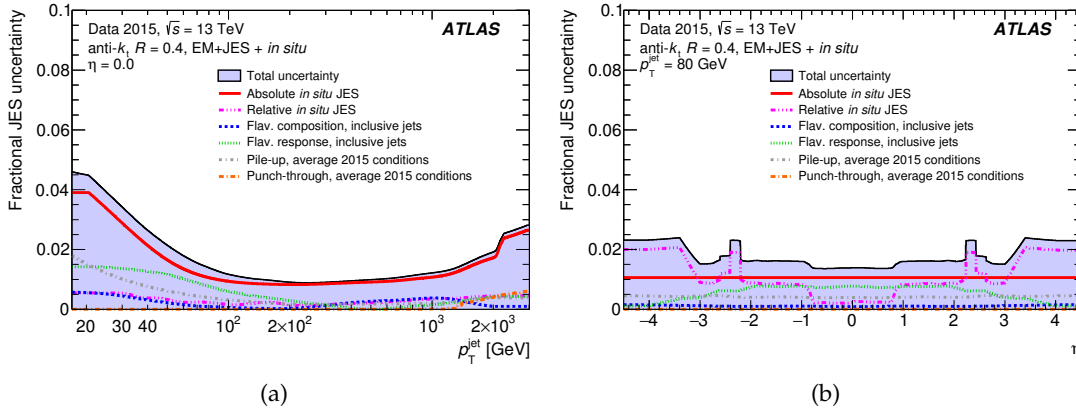 Data 2015, √s = 13 TeV
ATLAS
anti-kₜ R = 0.4, EM+JES + in situ
η = 0.0
Total uncertainty
Absolute in situ JES
Relative in situ JES
Flav. composition, inclusive jets
Flav. response, inclusive jets
Pile-up, average 2015 conditions
Punch-through, average 2015 conditions
Fractional JES uncertainty
0.1
0.08
0.06
0.04
0.02
0
20 30 40 10² 2×10² 10³ 2×10³
p_T^jet [GeV]
(a)
Data 2015, √s = 13 TeV
ATLAS
anti-kₜ R = 0.4, EM+JES + in situ
p_T^jet = 80 GeV
Total uncertainty
Absolute in situ JES
Relative in situ JES
Flav. composition, inclusive jets
Flav. response, inclusive jets
Pile-up, average 2015 conditions
Punch-through, average 2015 conditions
Fractional JES uncertainty
0.1
0.08
0.06
0.04
0.02
0
−4 −3 −2 −1 0 1 2 3 4
η
(b)